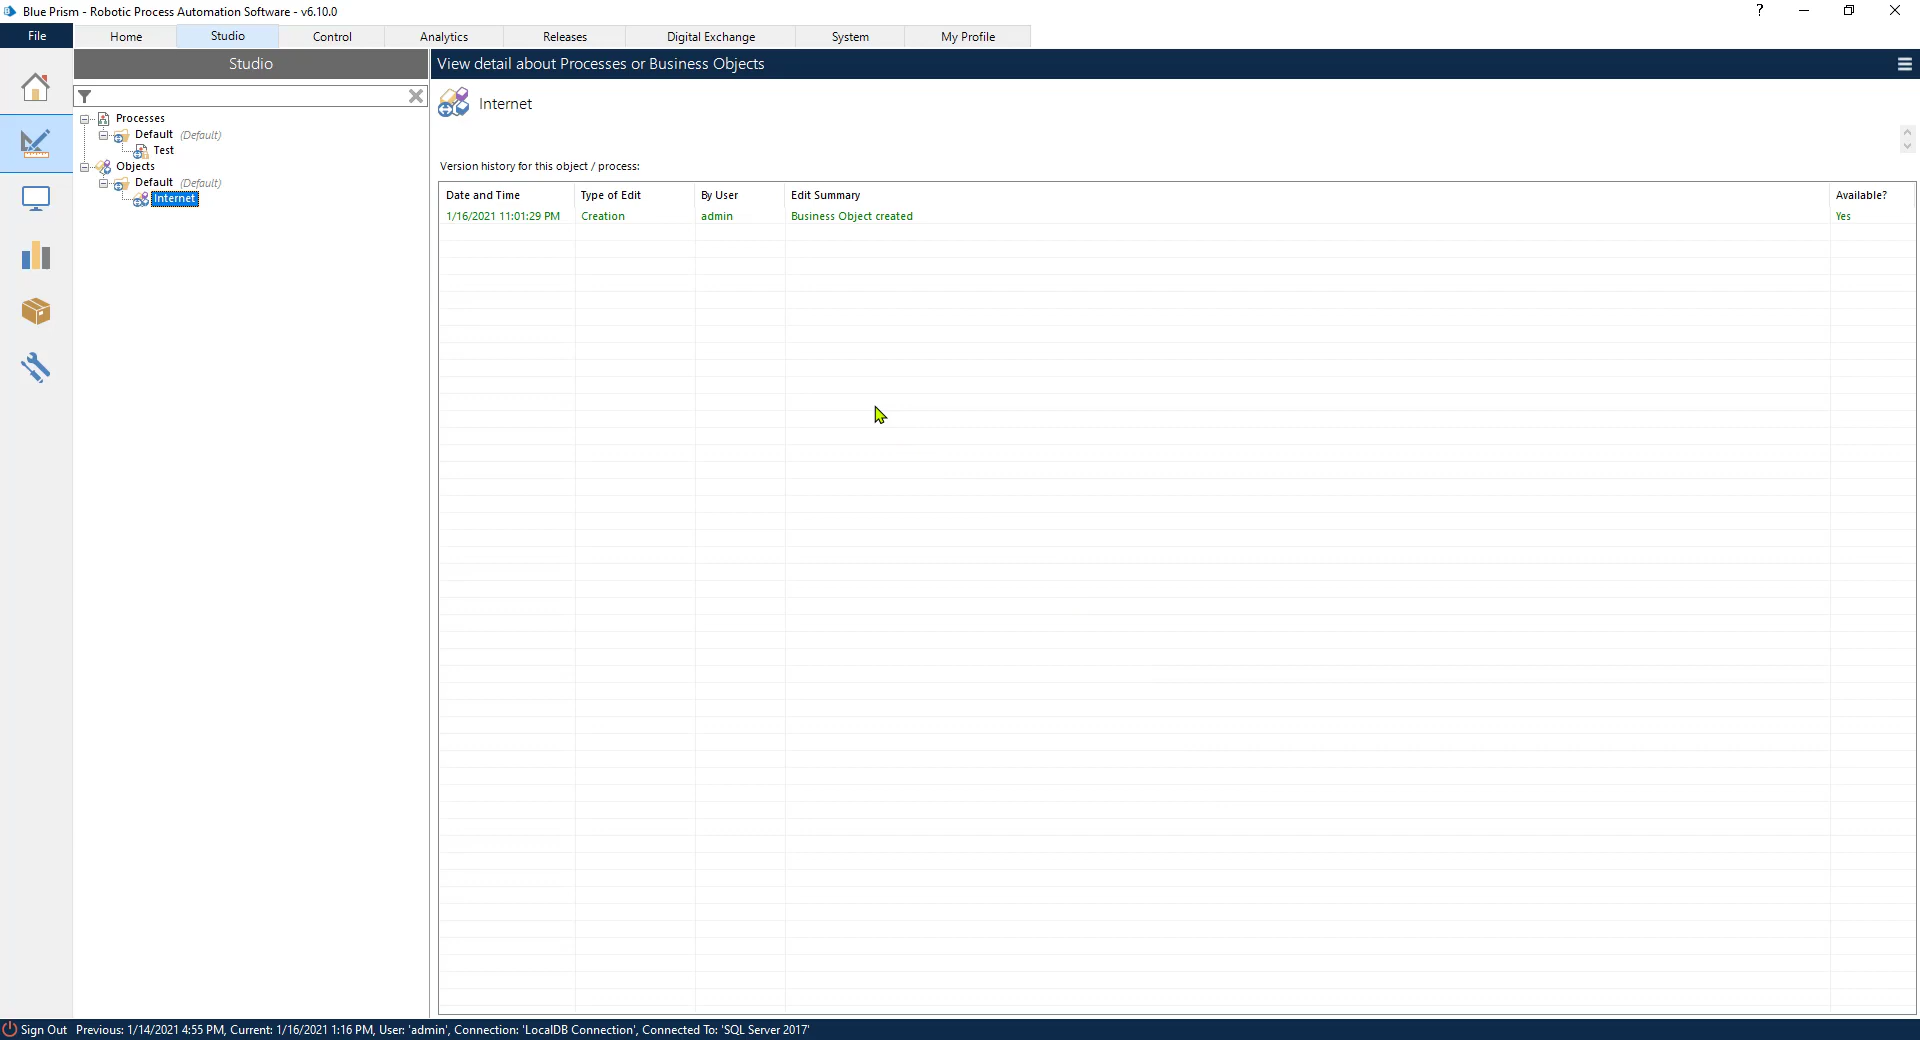 Blue Prism - Robotic Process Automation Software - v6.10.0
?
File
Home
Studio
Control
Analytics
Releases
Digital Exchange
System
My Profile
Studio
View detail about Processes or Business Objects
Processes
Default (Default)
Test
Objects
Default (Default)
Internet
Internet
Version history for this object / process:
Date and Time Type of Edit By User Edit Summary Available?
1/16/2021 11:01:29 PM Creation admin Business Object created Yes
Sign Out Previous: 1/14/2021 4:55 PM, Current: 1/16/2021 1:16 PM, User: 'admin', Connection: 'LocalDB Connection', Connected To: 'SQL Server 2017'